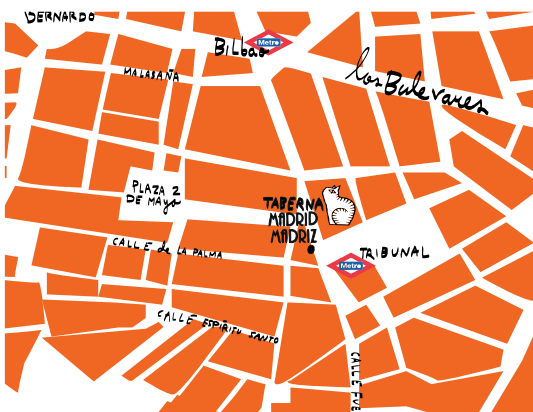 BERNARDO
Bilbao
Metro
MALASAÑA
los Bulevares
PLAZA 2
DE MAyo
TABERNA
MADRID
MADRIZ
CALLE de LA PALMA
TRIBUNAL
Metro
CALLE ESPIRITU SANTO
CALLE FUE